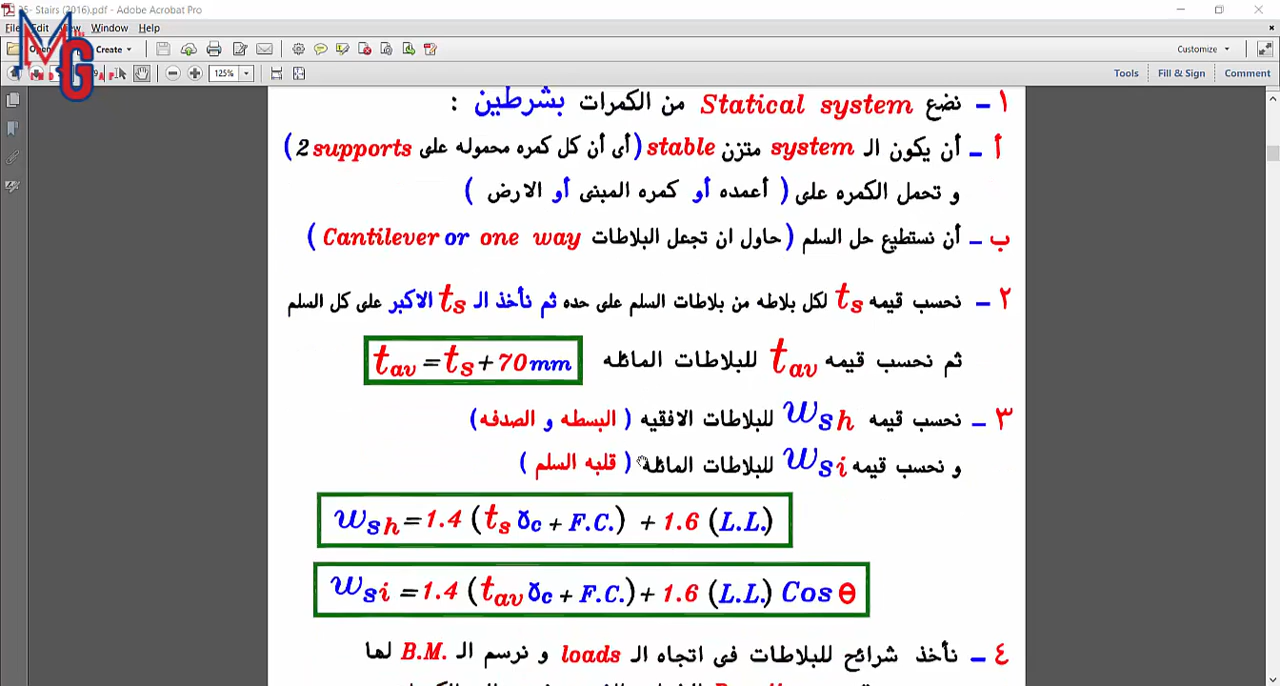 25- Stairs (2016).pdf - Adobe Acrobat Pro
File Edit View Window Help
Open Create Customize
125% Tools Fill & Sign Comment
MG
١ - نضع Statical system من الكمرات بشرطين :
أ - أن يكون الـ system متزن stable (أى أن كل كمره محموله على 2 supports)
و تحمل الكمره على ( أعمده أو كمره المبنى أو الارض )
ب - أن نستطيع حل السلم (حاول ان تجعل البلاطات Cantilever or one way)
٢ - نحسب قيمه ts لكل بلاطه من بلاطات السلم على حده ثم نأخذ الـ ts الاكبر على كل السلم
ثم نحسب قيمه tav للبلاطات المائله tav = ts + 70 mm
٣ - نحسب قيمه wsh للبلاطات الافقيه ( البسطه و الصدفه )
و نحسب قيمه wsi للبلاطات المائله ( قلبه السلم )
wsh = 1.4 ( ts γc + F.C. ) + 1.6 (L.L.)
wsi = 1.4 ( tav γc + F.C. ) + 1.6 (L.L.) Cos θ
٤ - نأخذ شرائح للبلاطات فى اتجاه الـ loads و نرسم الـ B.M. لها